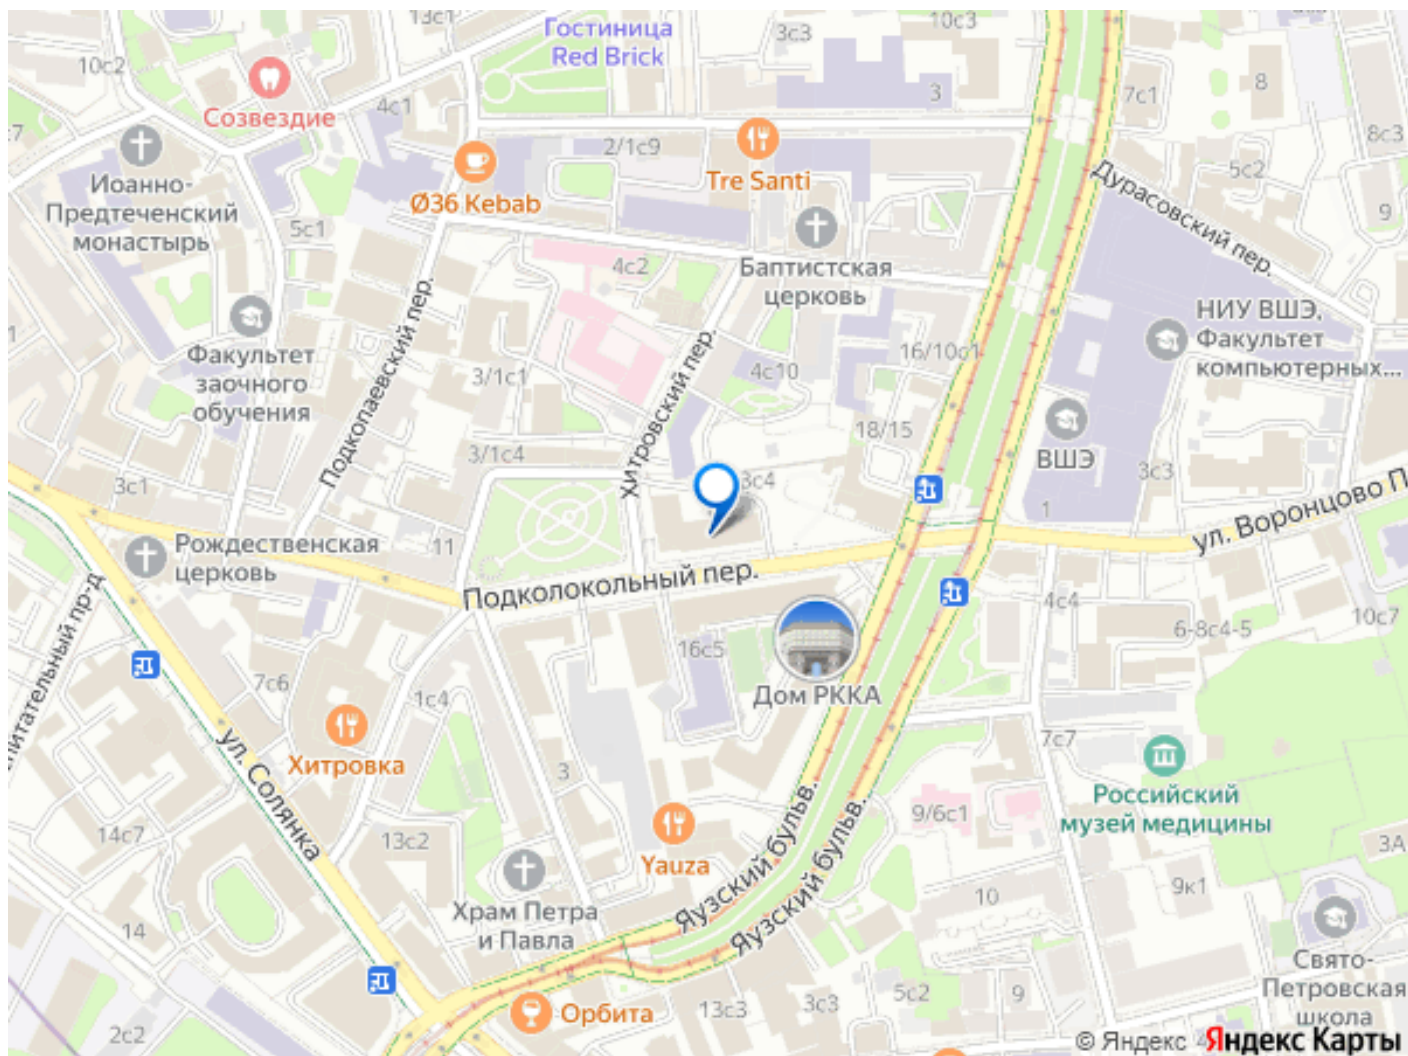 13с1
Гостиница
Red Brick
3с3
10с3
10с2
Созвездие
4с1
3
7с1
8
8с3
2/1с9
Tre Santi
5с2
Ø36 Kebab
Иоанно-
Предтеченский
монастырь
5с1
Дурасовский пер.
9
4с2
Баптистская
церковь
Подкопаевский пер.
Хитровский пер.
НИУ ВШЭ,
Факультет
компьютерных...
Факультет
заочного
обучения
3/1с1
4с10
16/10с1
18/15
ВШЭ
3с3
3/1с4
3с1
3с4
1
ул. Воронцово П
Рождественская
церковь
11
Подколокольный пер.
4с4
10с7
6-8с4-5
16с5
Дом РККА
питательный пр-д
7с6
1с4
Хитровка
ул. Солянка
3
7с7
Российский
музей медицины
9/6с1
14с7
13с2
Yauza
Яузский бульв.
Яузский бульв.
3А
Храм Петра
и Павла
10
9к1
14
Свято-
Петровская
школа
Орбита
13с3
3с3
5с2
9
2с2
© Яндекс
Яндекс Карты